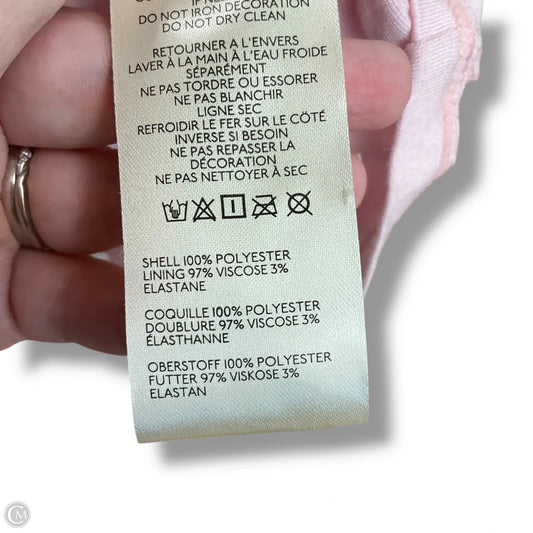 IF NE
DO NOT IRON DECORATION
DO NOT DRY CLEAN
RETOURNER A L'ENVERS
LAVER À LA MAIN À L'EAU FROIDE
SÉPARÉMENT
NE PAS TORDRE OU ESSORER
NE PAS BLANCHIR
LIGNE SEC
REFROIDIR LE FER SUR LE CÔTÉ
INVERSE SI BESOIN
NE PAS REPASSER LA
DÉCORATION
NE PAS NETTOYER À SEC
SHELL 100% POLYESTER
LINING 97% VISCOSE 3%
ELASTANE
COQUILLE 100% POLYESTER
DOUBLURE 97% VISCOSE 3%
ÉLASTHANNE
OBERSTOFF 100% POLYESTER
FUTTER 97% VISKOSE 3%
ELASTAN
CM